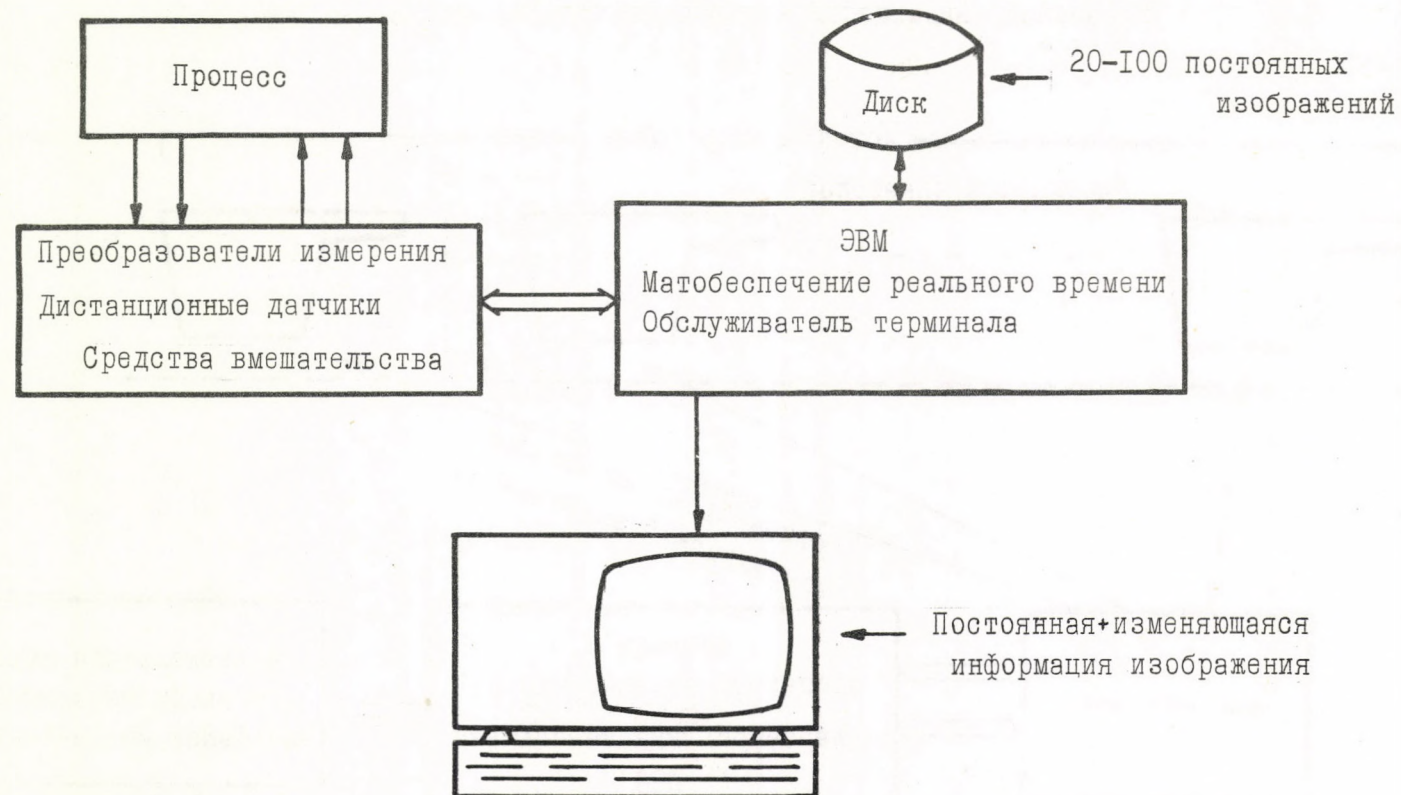 Процесс
Диск
20-I00 постоянных
изображений
Преобразователи измерения
Дистанционные датчики
Средства вмешательства
ЭВМ
Матобеспечение реального времени
Обслуживатель терминала
Постоянная+изменяющаяся
информация изображения